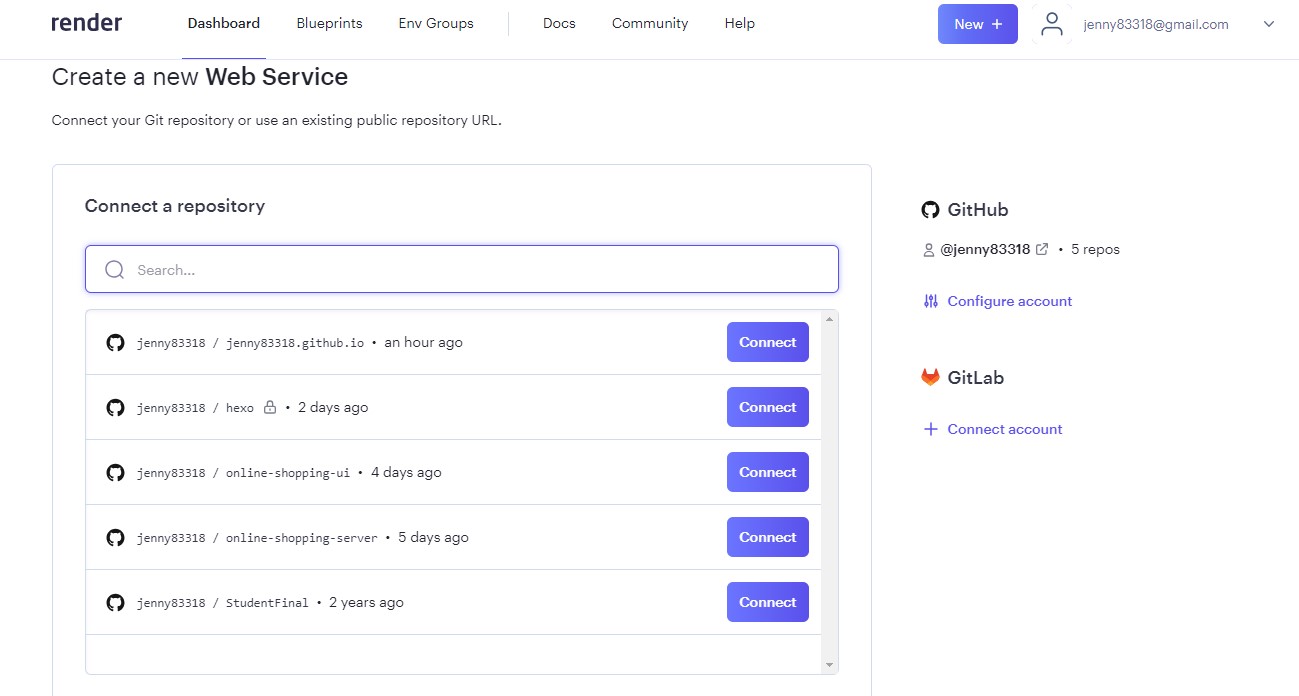 render Dashboard Blueprints Env Groups Docs Community Help New + jenny83318@gmail.com
Create a new Web Service
Connect your Git repository or use an existing public repository URL.
Connect a repository
Search...
jenny83318 / jenny83318.github.io • an hour ago Connect
jenny83318 / hexo • 2 days ago Connect
jenny83318 / online-shopping-ui • 4 days ago Connect
jenny83318 / online-shopping-server • 5 days ago Connect
jenny83318 / StudentFinal • 2 years ago Connect
GitHub
@jenny83318 • 5 repos
Configure account
GitLab
Connect account